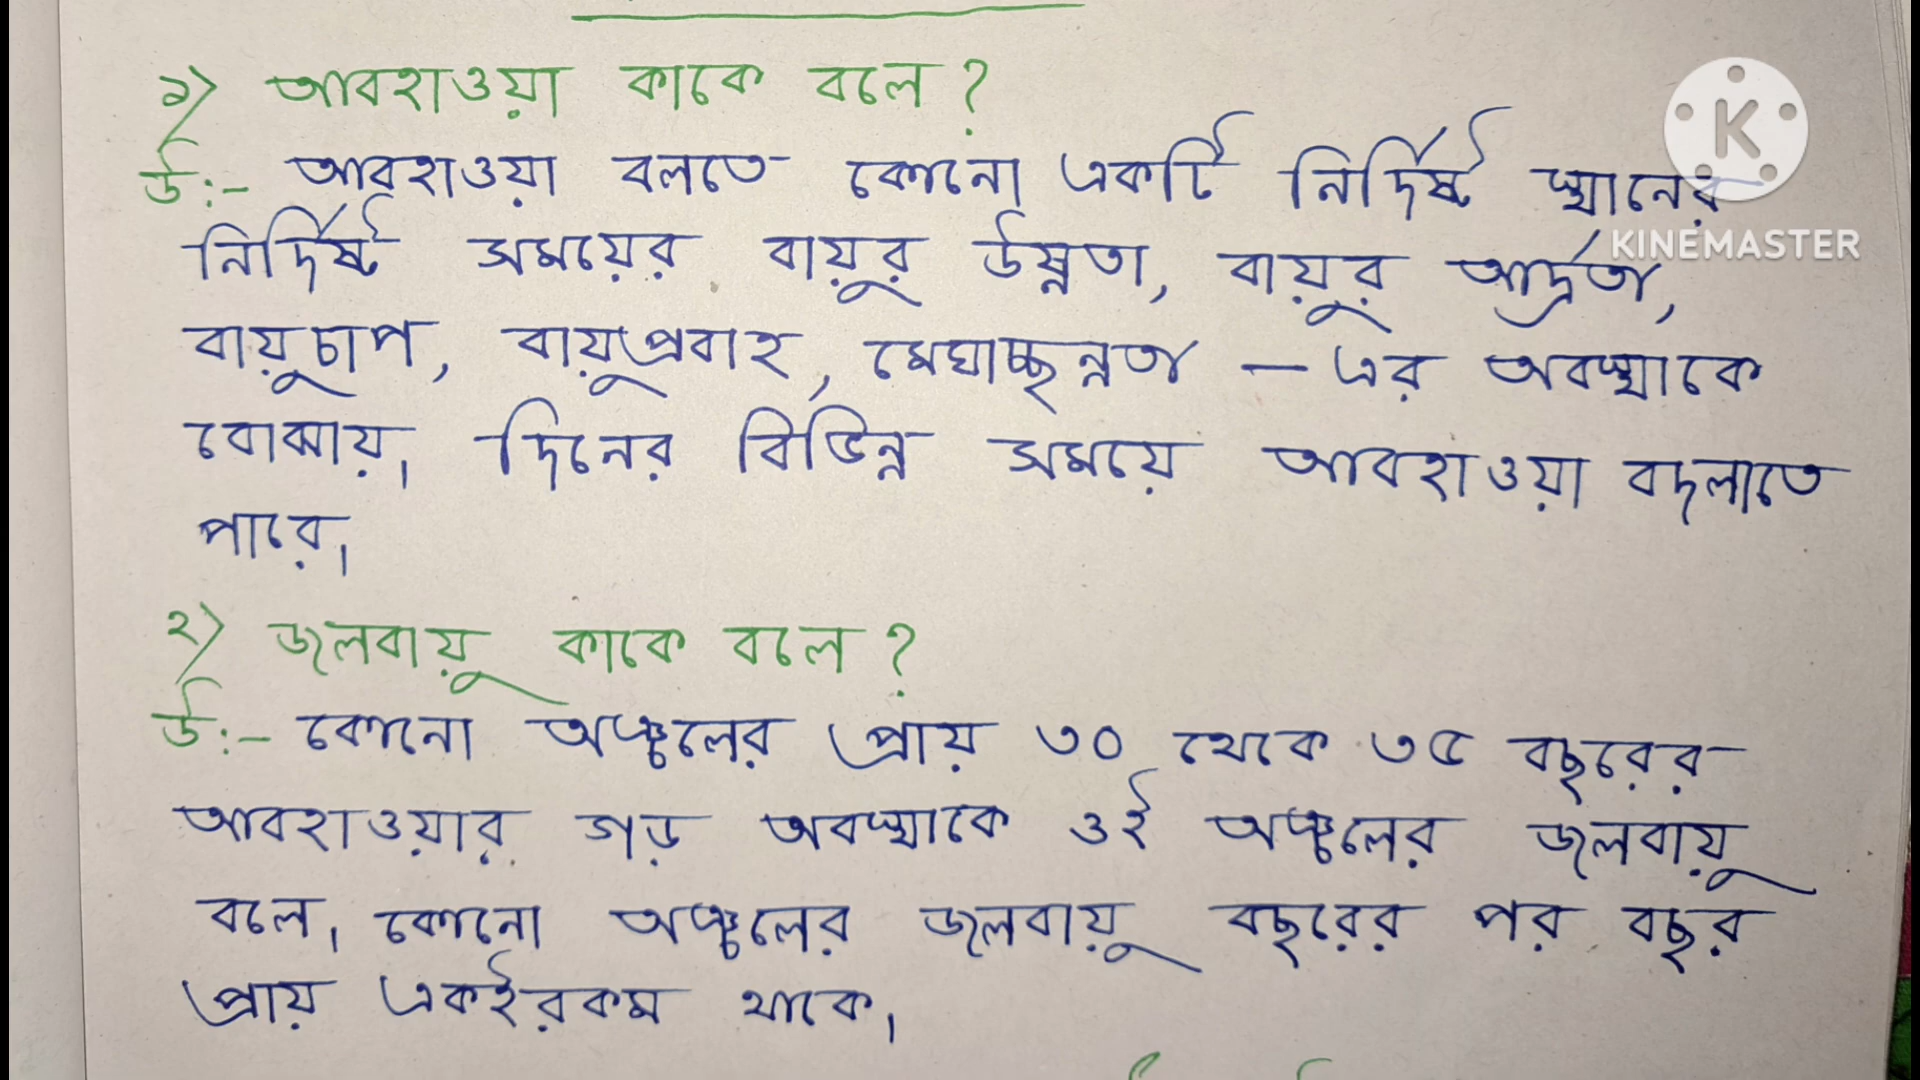 ১) আবহাওয়া কাকে বলে ?
উ:- আবহাওয়া বলতে কোনো একটি নির্দিষ্ট স্থানের
নির্দিষ্ট সময়ের বায়ুর উষ্নতা, বায়ুর আর্দ্রতা,
বায়ুচাপ, বায়ুপ্রবাহ, মেঘাচ্ছন্নতা – এর অবস্থাকে
বোঝায়। দিনের বিভিন্ন সময়ে আবহাওয়া বদলাতে
পারে।
২) জলবায়ু কাকে বলে ?
উ:- কোনো অঞ্চলের প্রায় ৩০ থেকে ৩৫ বছরের
আবহাওয়ার গড় অবস্থাকে ওই অঞ্চলের জলবায়ু
বলে। কোনো অঞ্চলের জলবায়ু বছরের পর বছর
প্রায় একইরকম থাকে।
K
KINEMASTER